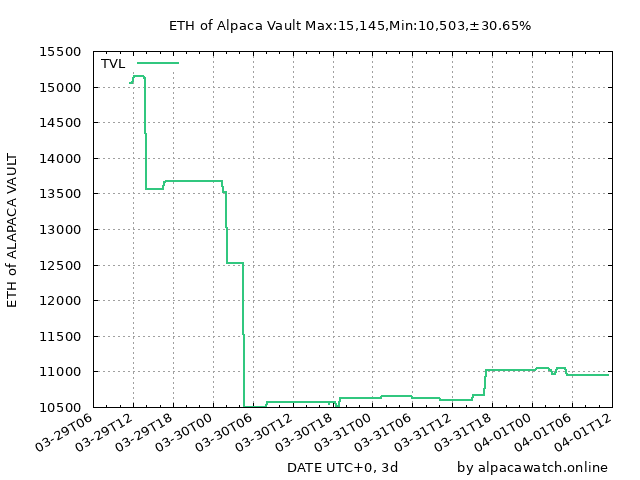 ETH of Alpaca Vault Max:15,145,Min:10,503,±30.65%
TVL
15500
15000
14500
14000
13500
13000
12500
12000
11500
11000
10500
ETH of ALAPACA VAULT
03-29T06
03-29T12
03-29T18
03-30T00
03-30T06
03-30T12
03-30T18
03-31T00
03-31T06
03-31T12
03-31T18
04-01T00
04-01T06
04-01T12
DATE UTC+0, 3d
by alpacawatch.online